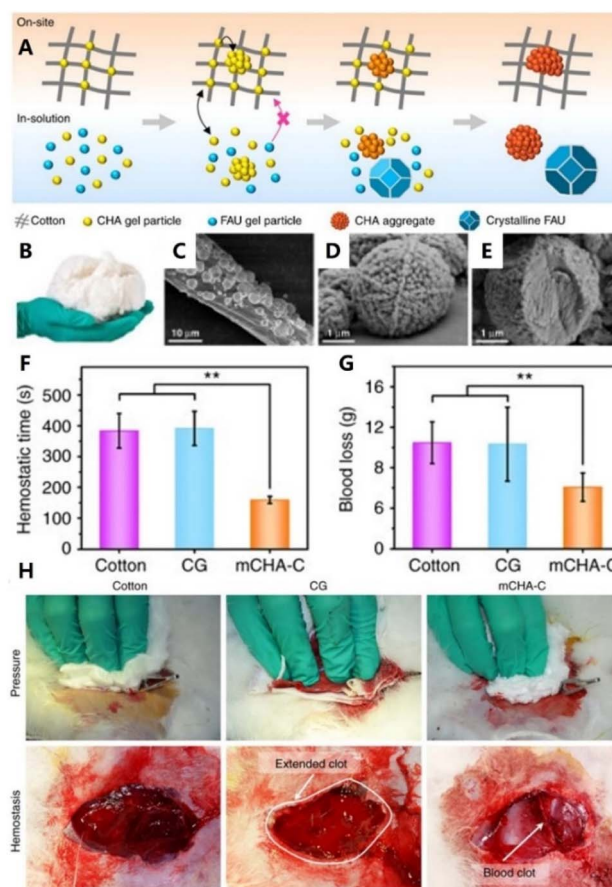 On-site
A
In-solution
Cotton
CHA gel particle
FAU gel particle
CHA aggregate
Crystalline FAU
B
C
D
E
10 μm
1 μm
1 μm
F
G
Hemostatic time (s)
500
400
300
200
100
0
**
Cotton
CG
mCHA-C
Blood loss (g)
16
12
8
4
0
**
Cotton
CG
mCHA-C
H
Cotton
CG
mCHA-C
Pressure
Hemostasis
Extended clot
Blood clot